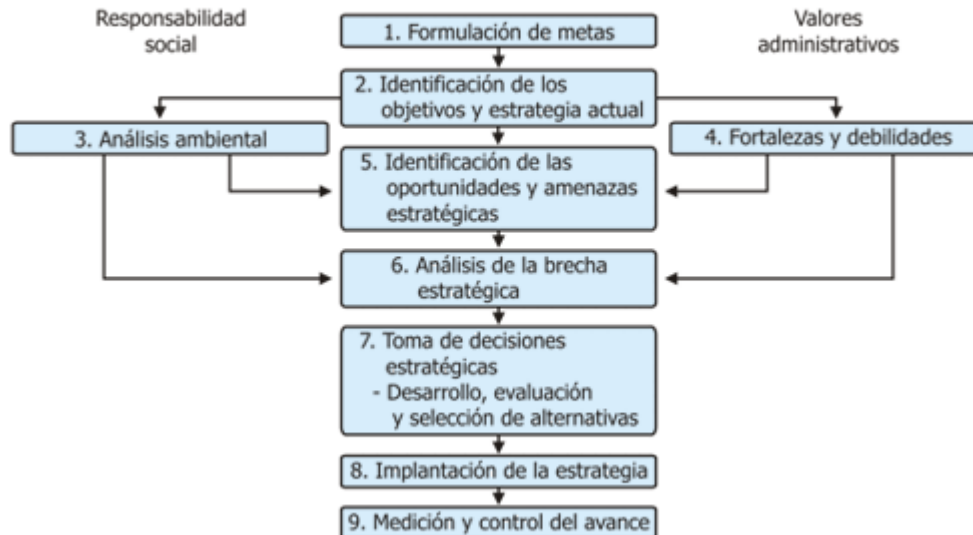 Responsabilidad
social
Valores
administrativos
1. Formulación de metas
2. Identificación de los
objetivos y estrategia actual
3. Análisis ambiental
4. Fortalezas y debilidades
5. Identificación de las
oportunidades y amenazas
estratégicas
6. Análisis de la brecha
estratégica
7. Toma de decisiones
estratégicas
- Desarrollo, evaluación
y selección de alternativas
8. Implantación de la estrategia
9. Medición y control del avance